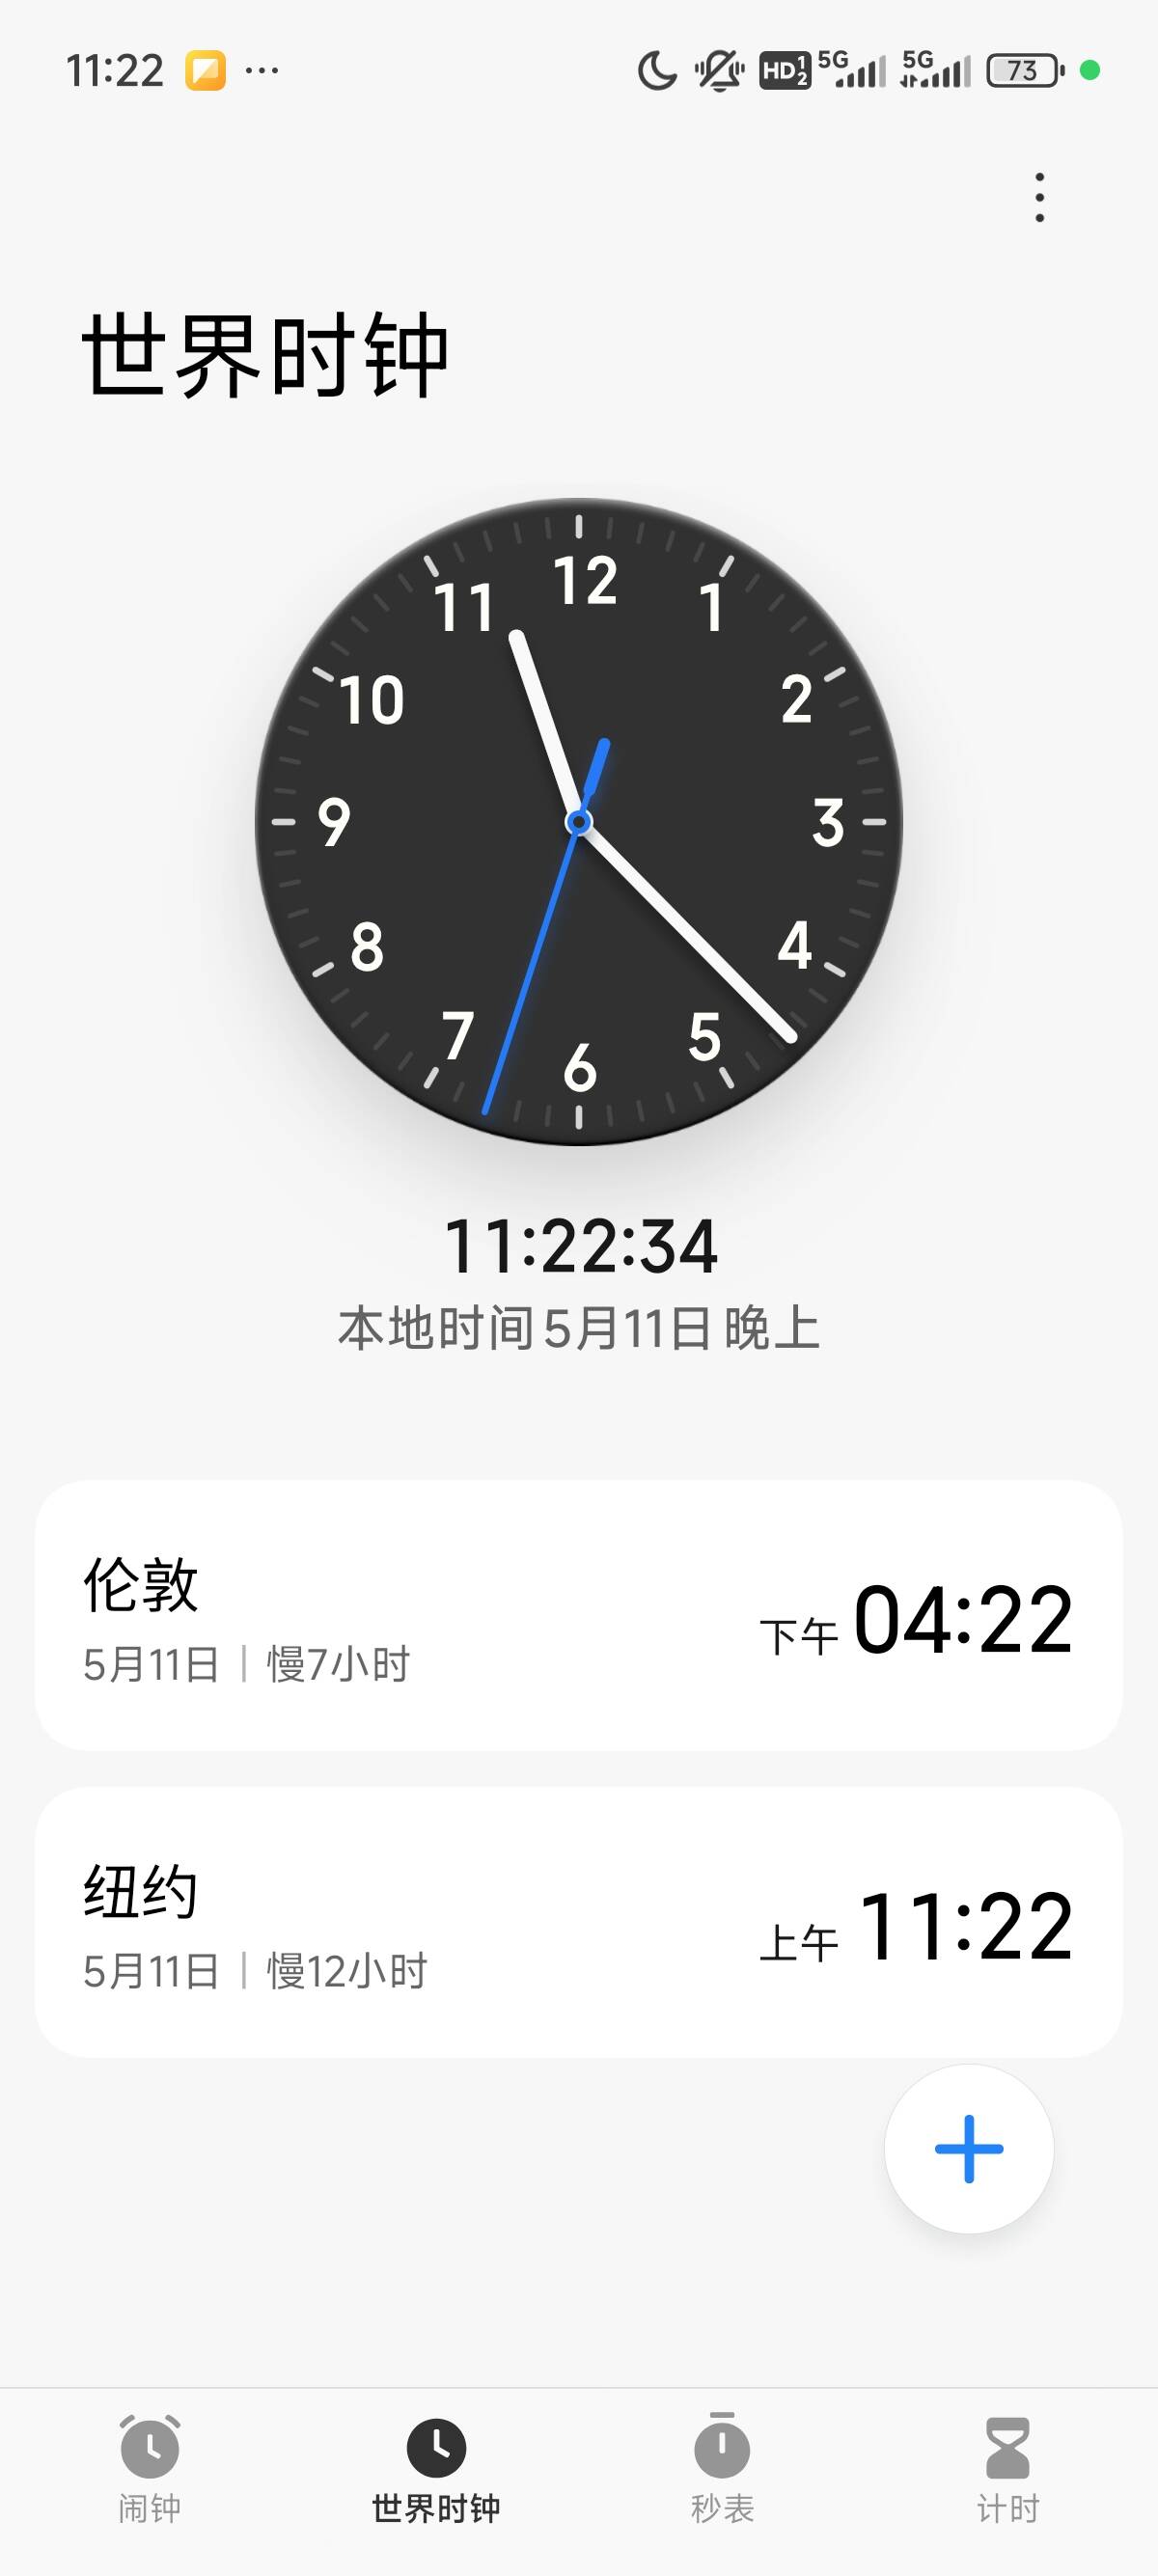 11:22 ... HD 1 2 5G 5G 73
世界时钟
12
11 1
10 2
9 3
8 4
7 5
6
11:22:34
本地时间 5月11日 晚上
伦敦
下午 04:22
5月11日 | 慢7小时
纽约
上午 11:22
5月11日 | 慢12小时
闹钟 世界时钟 秒表 计时